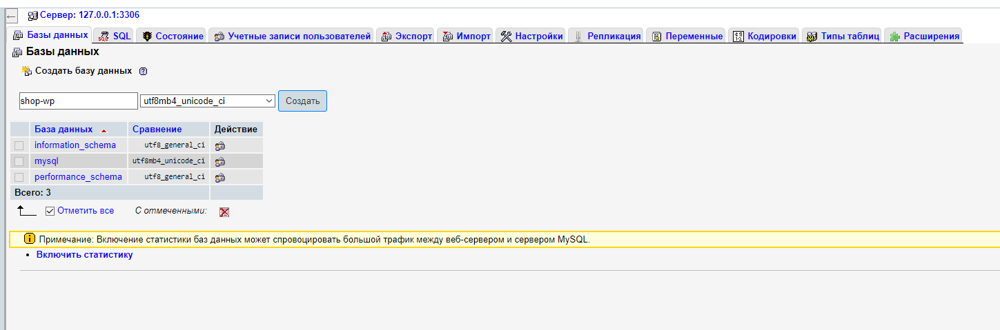 Сервер: 127.0.0.1:3306
Базы данных SQL Состояние Учетные записи пользователей Экспорт Импорт Настройки Репликация Переменные Кодировки Типы таблиц Расширения
Базы данных
Создать базу данных
shop-wp utf8mb4_unicode_ci Создать
База данных Сравнение Действие
information_schema utf8_general_ci
mysql utf8mb4_unicode_ci
performance_schema utf8_general_ci
Всего: 3
Отметить все С отмеченными:
Примечание: Включение статистики баз данных может спровоцировать большой трафик между веб-сервером и сервером MySQL.
• Включить статистику